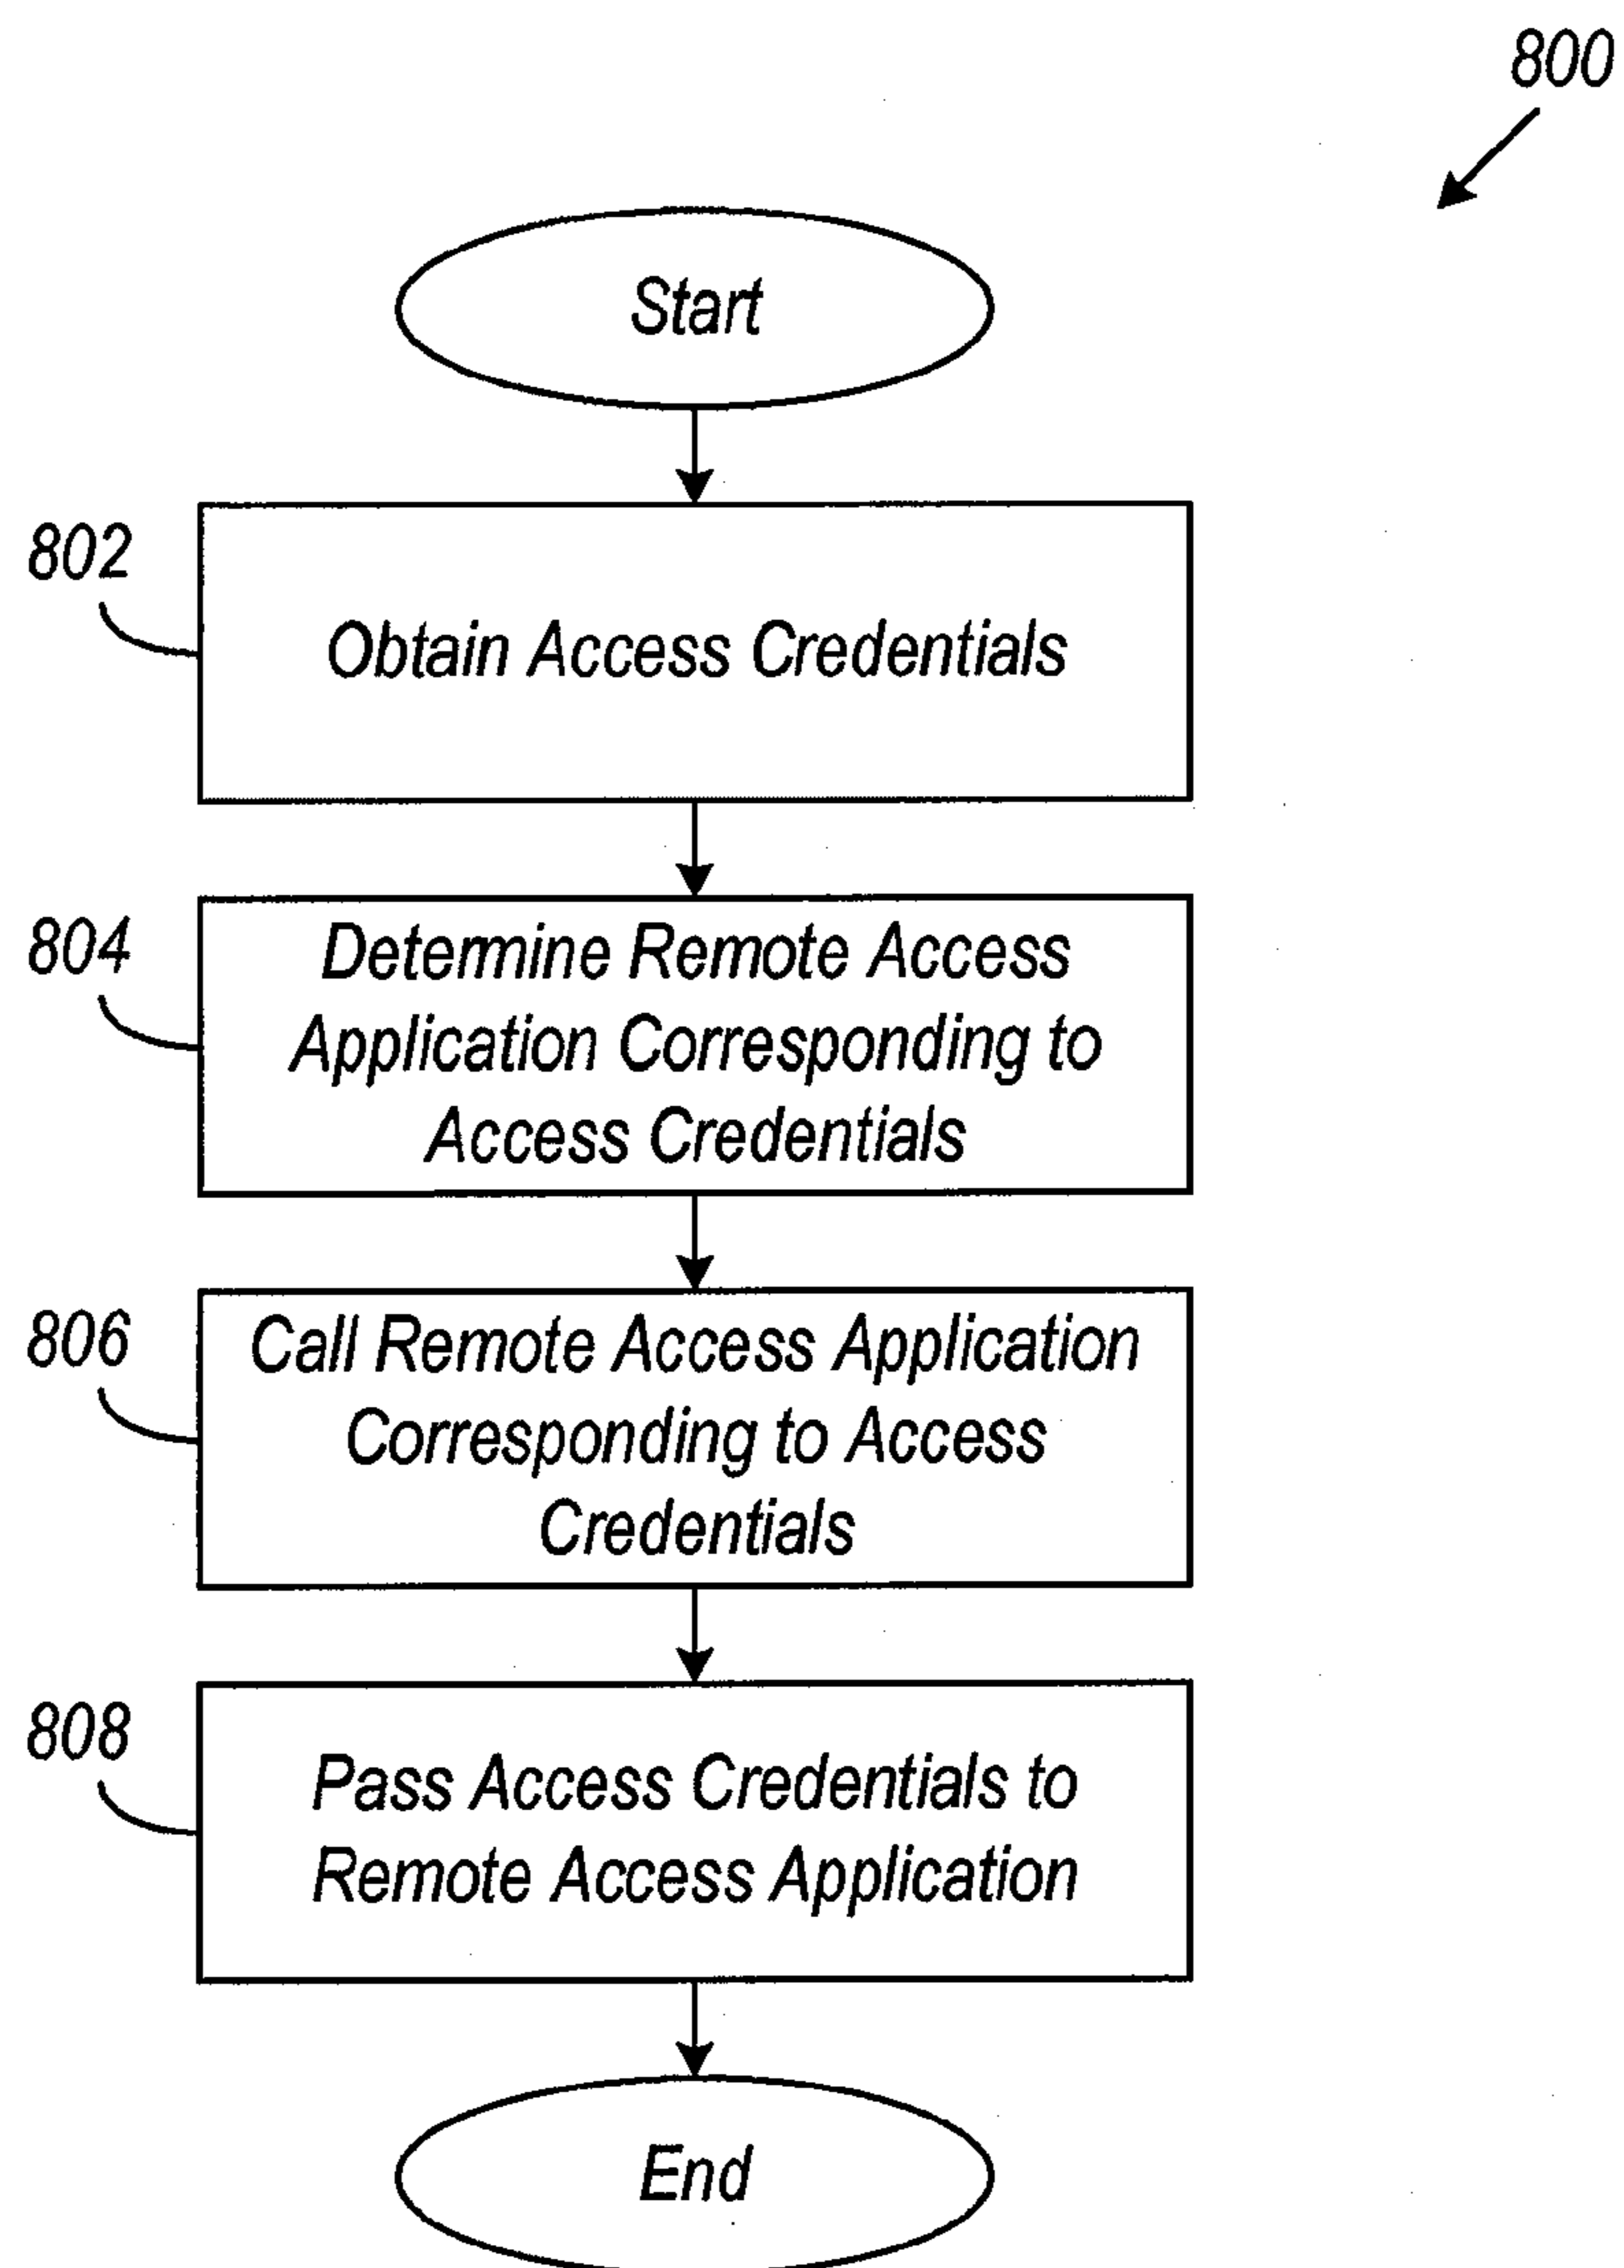 800
Start
802
Obtain Access Credentials
804
Determine Remote Access
Application Corresponding to
Access Credentials
806
Call Remote Access Application
Corresponding to Access
Credentials
808
Pass Access Credentials to
Remote Access Application
End